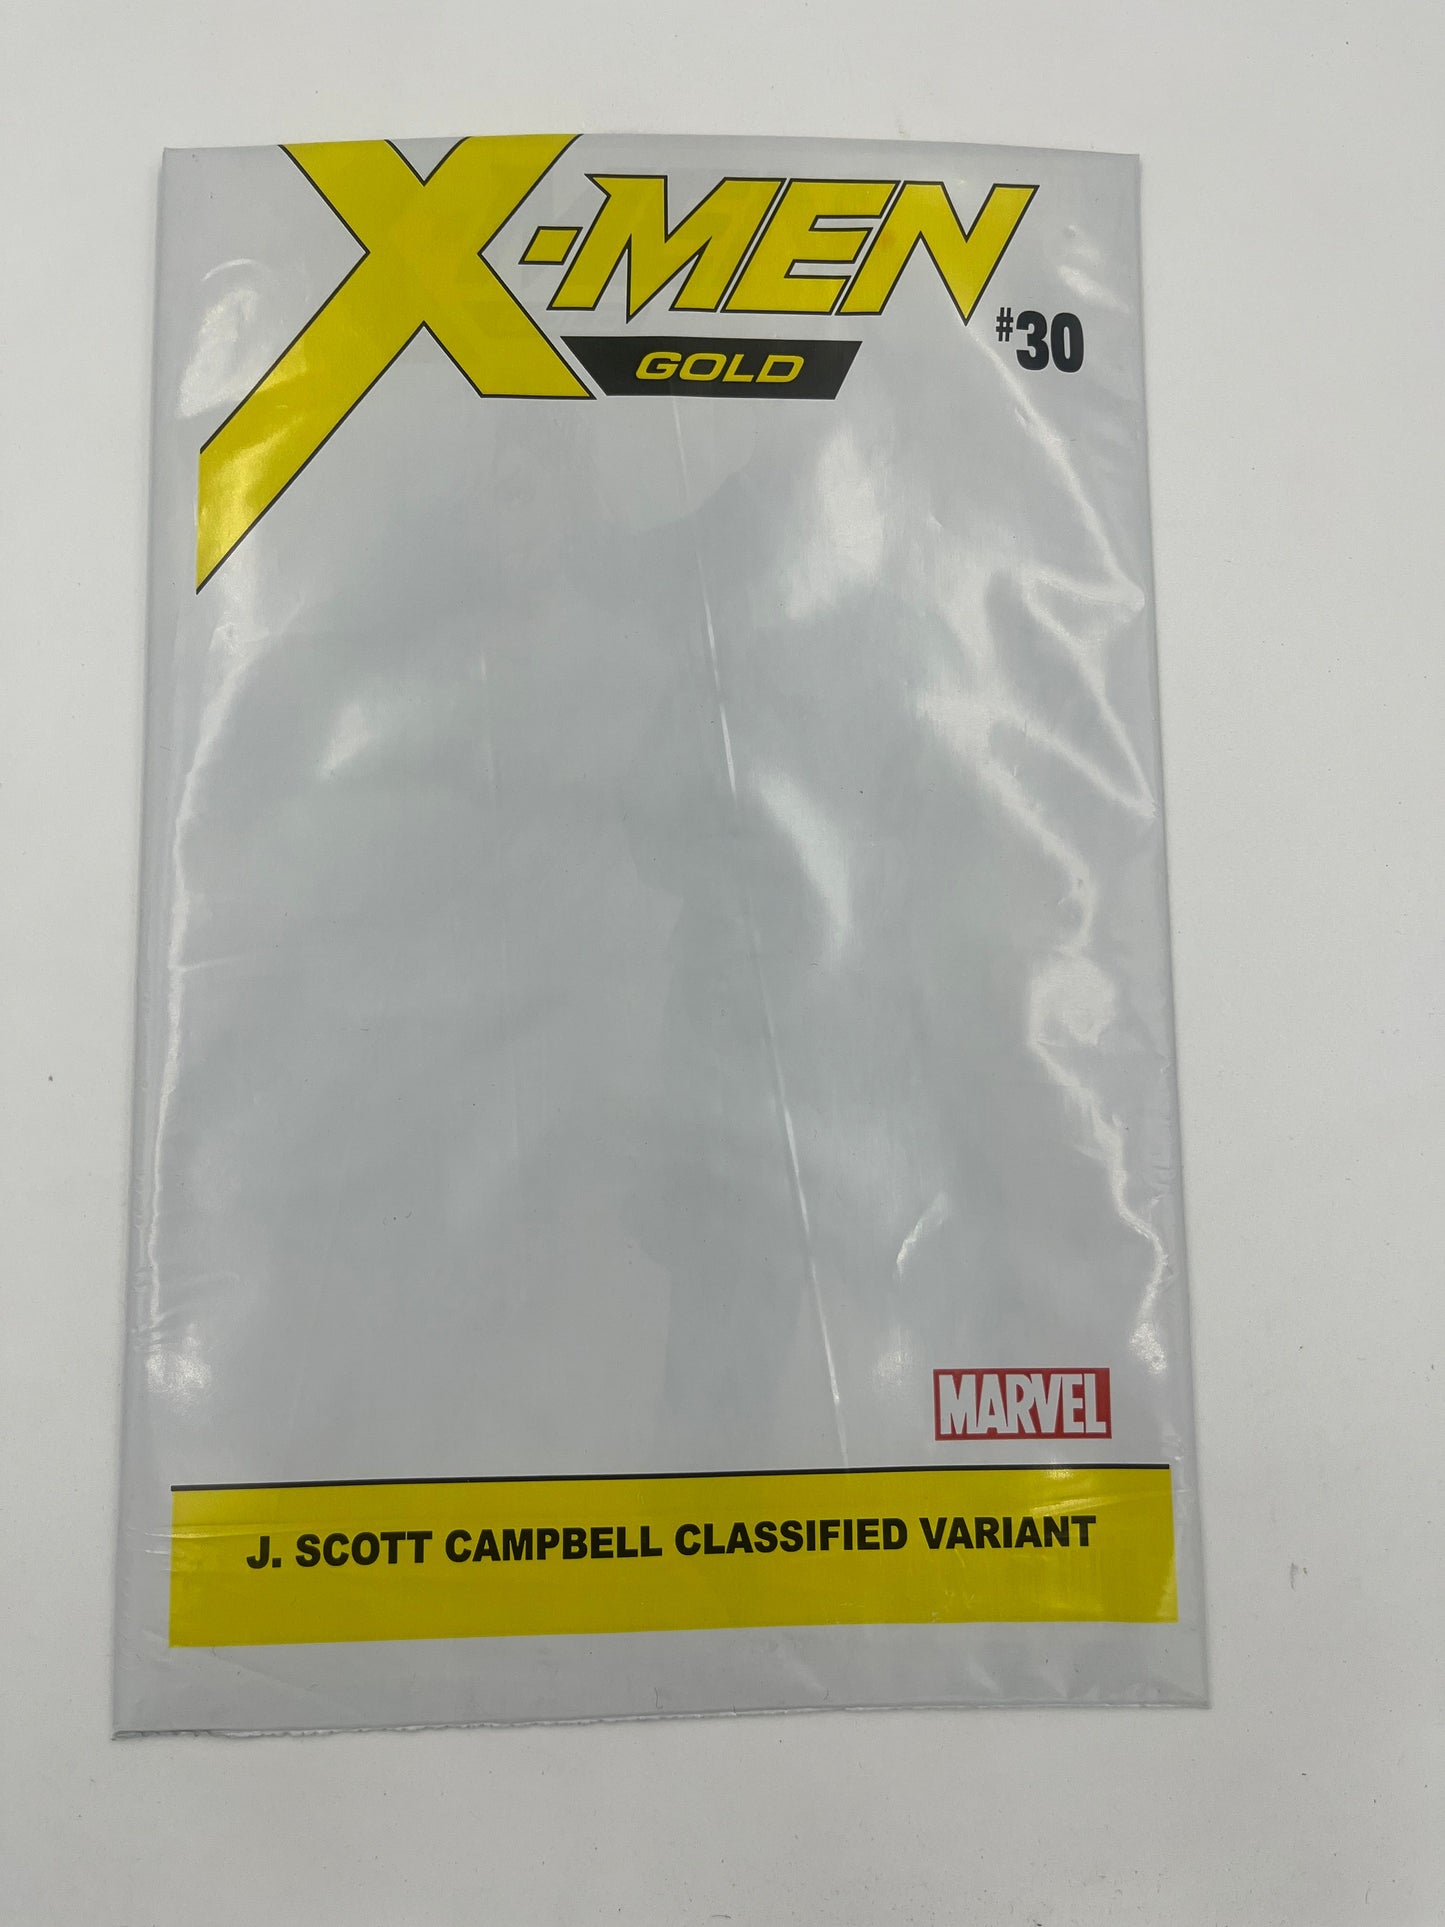 X-MEN
GOLD
#30
MARVEL
J. SCOTT CAMPBELL CLASSIFIED VARIANT